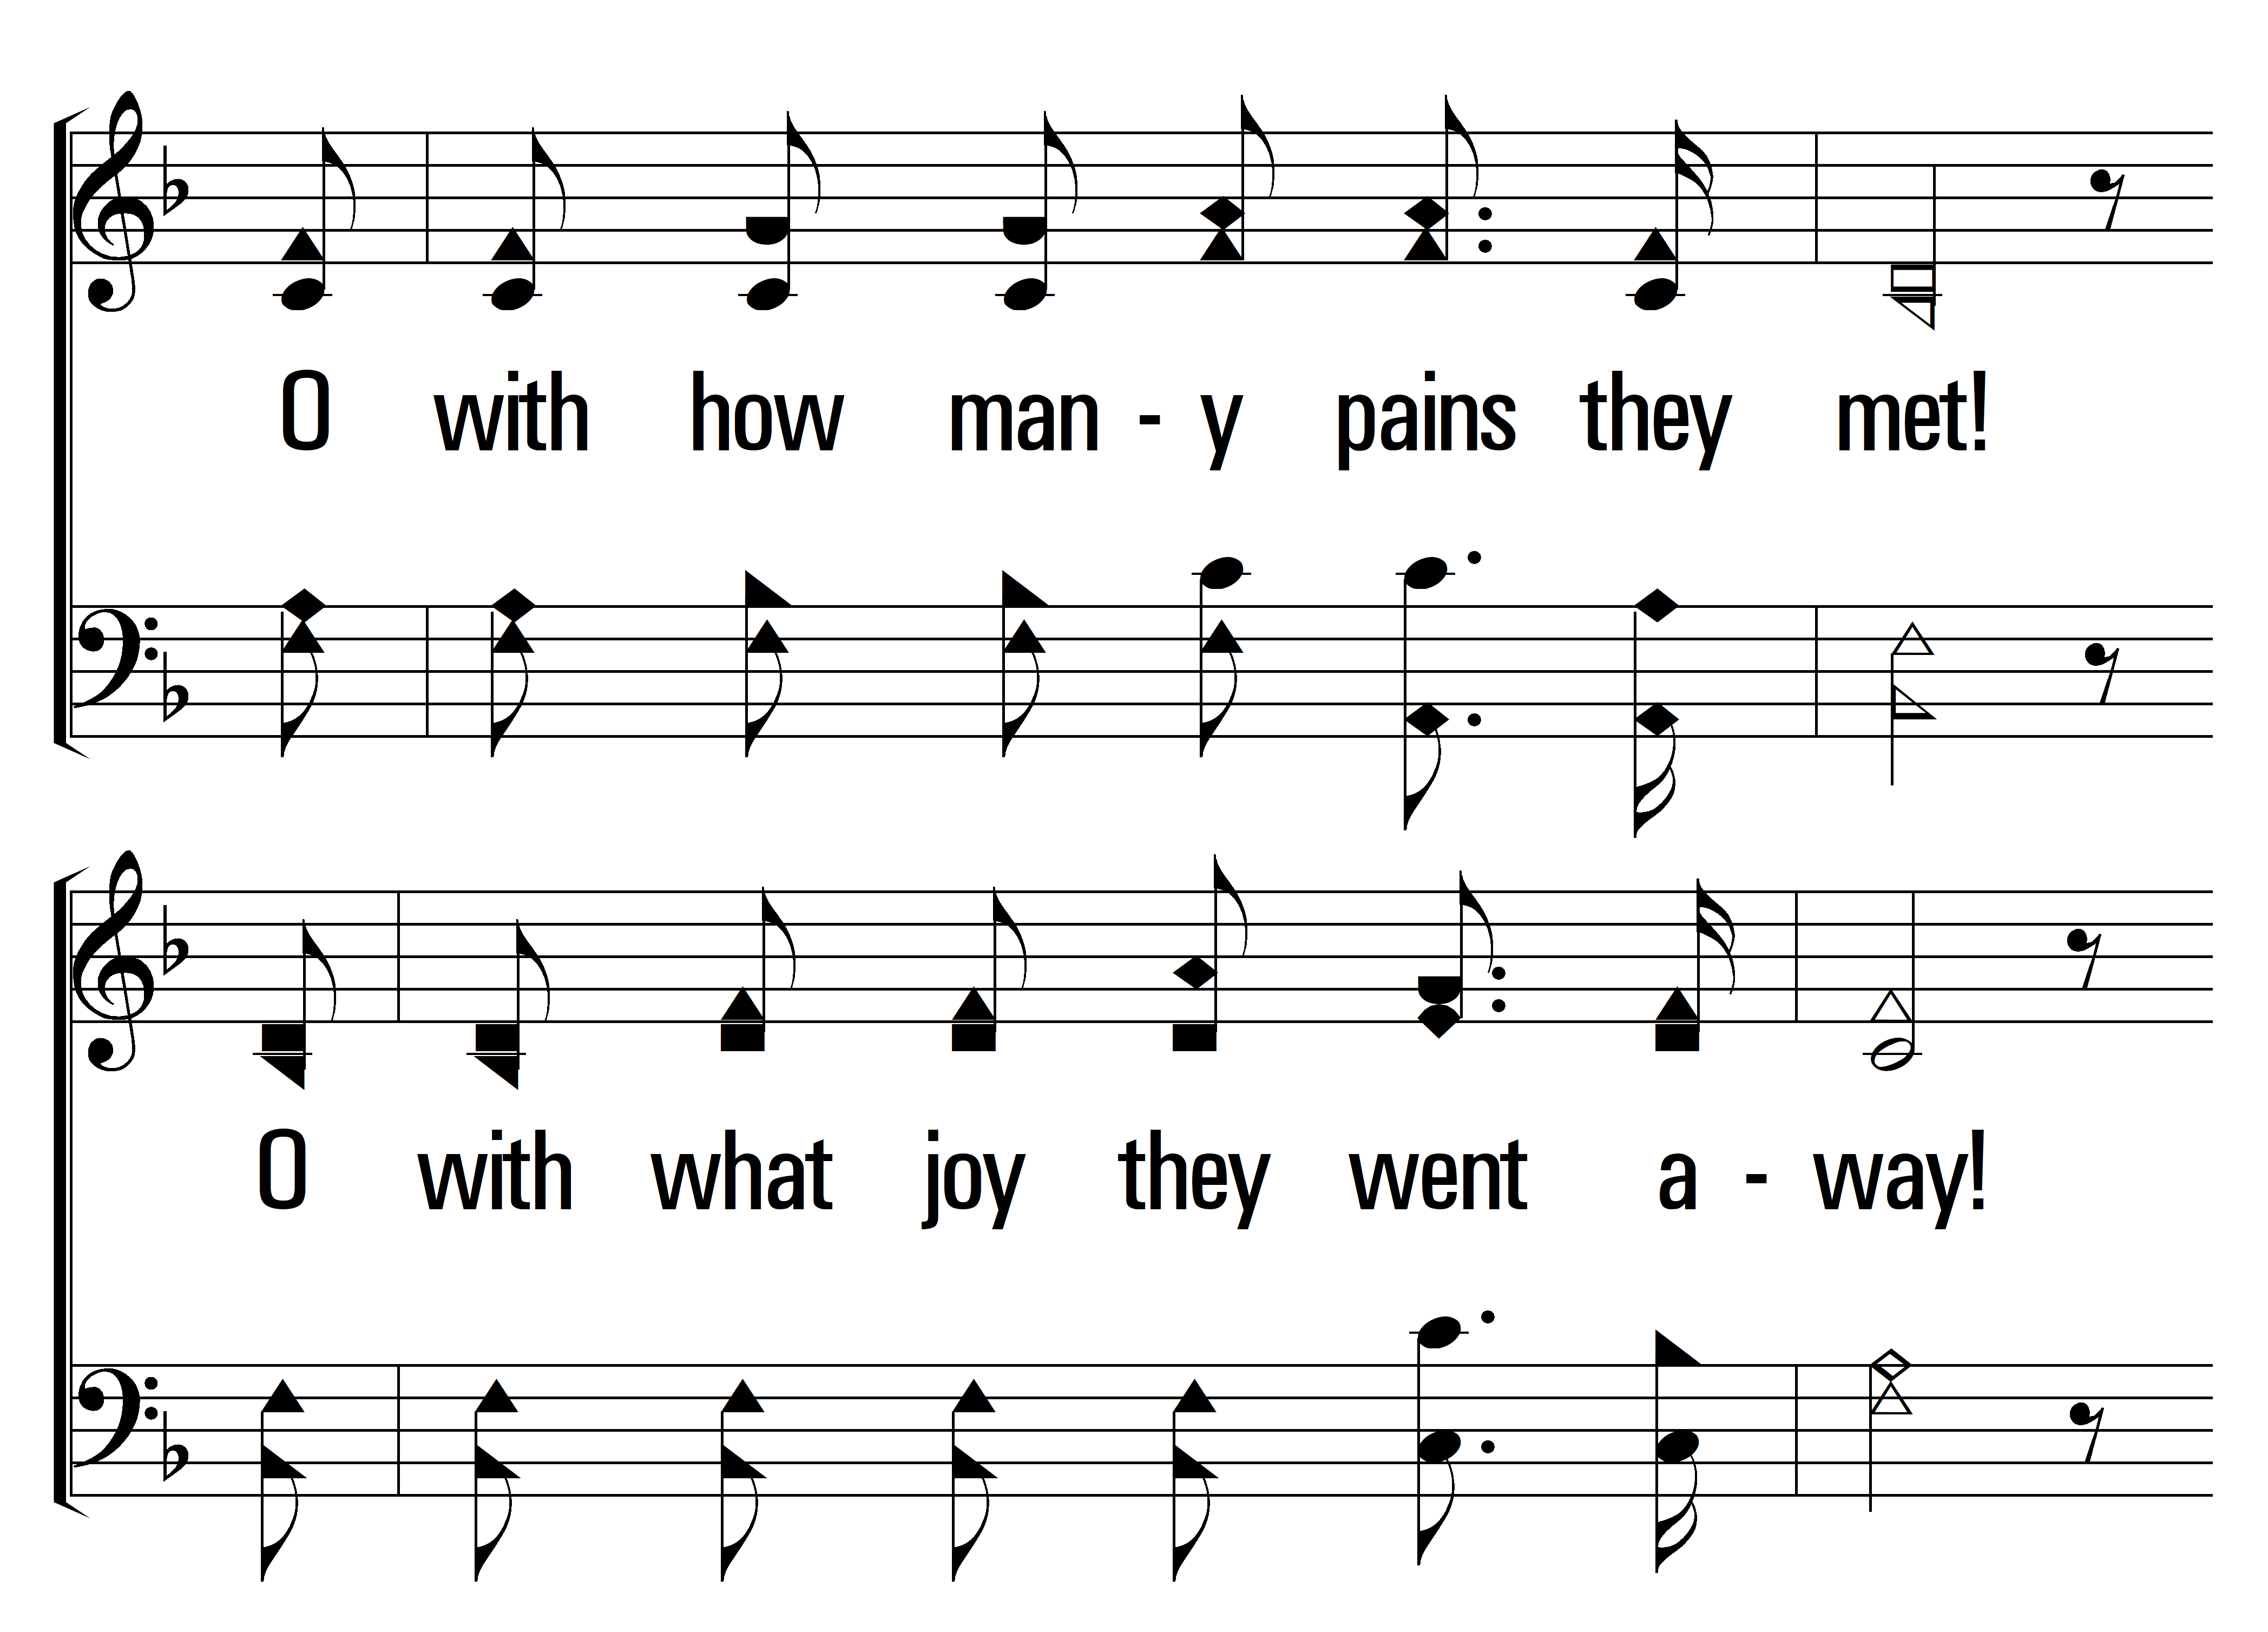 O with how man - y pains they met!
O with what joy they went a - way!